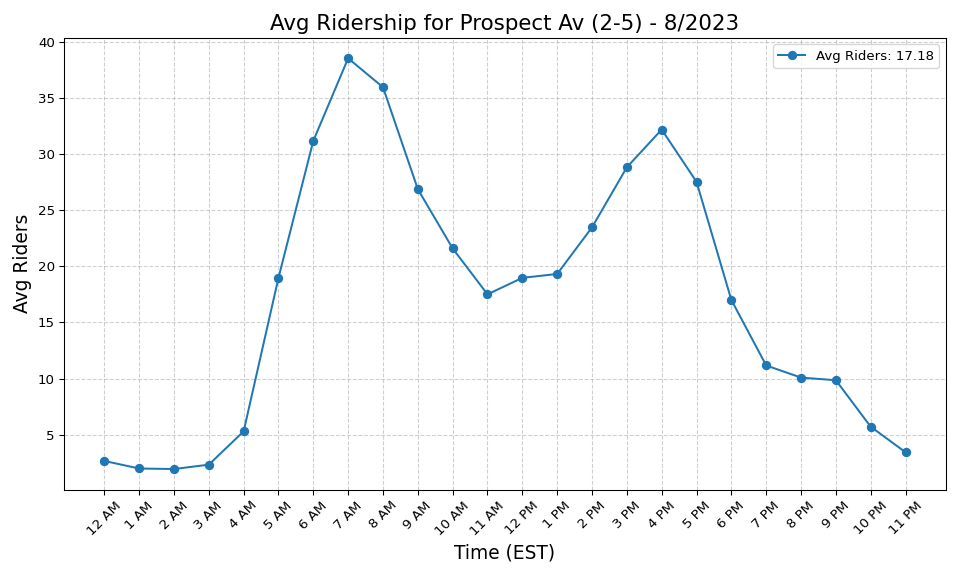 Avg Ridership for Prospect Av (2-5) - 8/2023
Avg Riders: 17.18
Avg Riders
40
35
30
25
20
15
10
5
12 AM
1 AM
2 AM
3 AM
4 AM
5 AM
6 AM
7 AM
8 AM
9 AM
10 AM
11 AM
12 PM
1 PM
2 PM
3 PM
4 PM
5 PM
6 PM
7 PM
8 PM
9 PM
10 PM
11 PM
Time (EST)